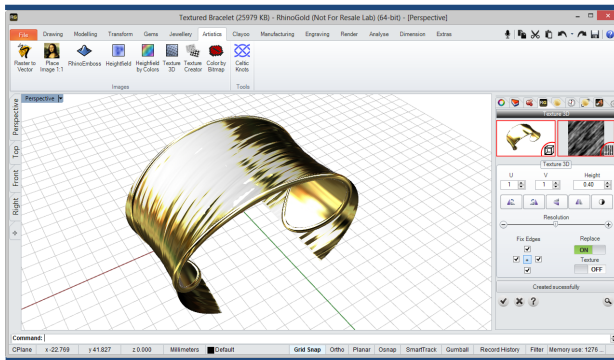 Textured Bracelet (25979 KB) - RhinoGold (Not For Resale Lab) (64-bit) - [Perspective]
File Drawing Modelling Transform Gems Jewellery Artistics Clayoo Manufacturing Engraving Render Analyse Dimension Extras
Raster to Vector
Place Image 1:1
RhinoEmboss
Heightfield
Heightfield by Colors
Texture 3D
Texture Creator
Color by Bitmap
Celtic Knots
Images
Tools
Perspective
Perspective
Top
Front
Right
Texture 3D
Texture 3D
U V Height
1 1 0.40
Resolution
Fix Edges Replace
ON
Texture
OFF
Created sucessfully
Command:
CPlane x -22.769 y 41.827 z 0.000 Millimeters Default Grid Snap Ortho Planar Osnap SmartTrack Gumball Record History Filter Memory use: 1276 ...